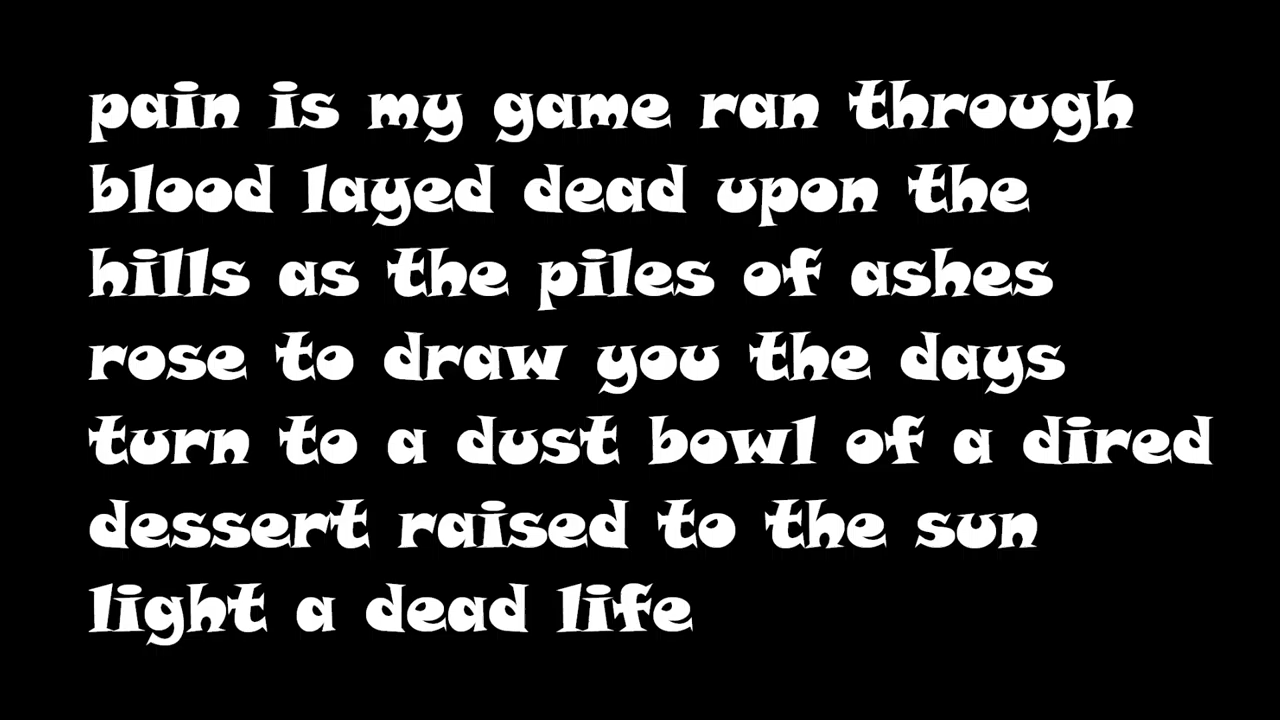 pain is my game ran through
blood layed dead upon the
hills as the piles of ashes
rose to draw you the days
turn to a dust bowl of a dired
dessert raised to the sun
light a dead life